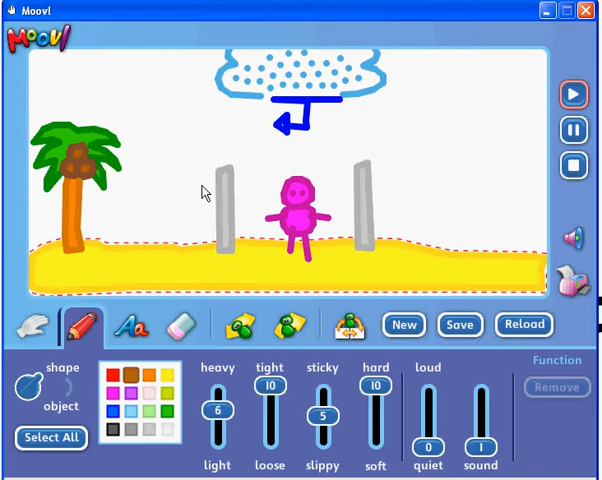 Moovl
Moovl
Aa
New
Save
Reload
shape
object
Select All
heavy
tight
sticky
hard
loud
6
10
5
10
0
1
light
loose
slippy
soft
quiet
sound
Function
Remove